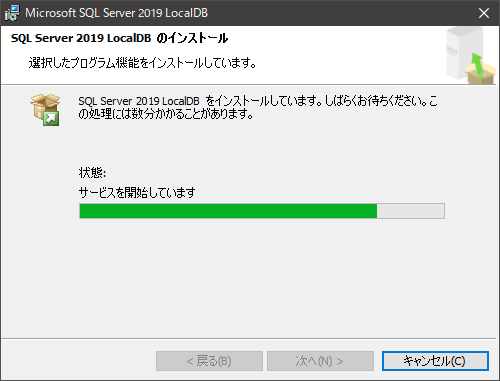 Microsoft SQL Server 2019 LocalDB
SQL Server 2019 LocalDB のインストール
選択したプログラム機能をインストールしています。
SQL Server 2019 LocalDB をインストールしています。しばらくお待ちください。こ
の処理には数分かかることがあります。
状態:
サービスを開始しています
< 戻る(B)
次へ(N) >
キャンセル(C)